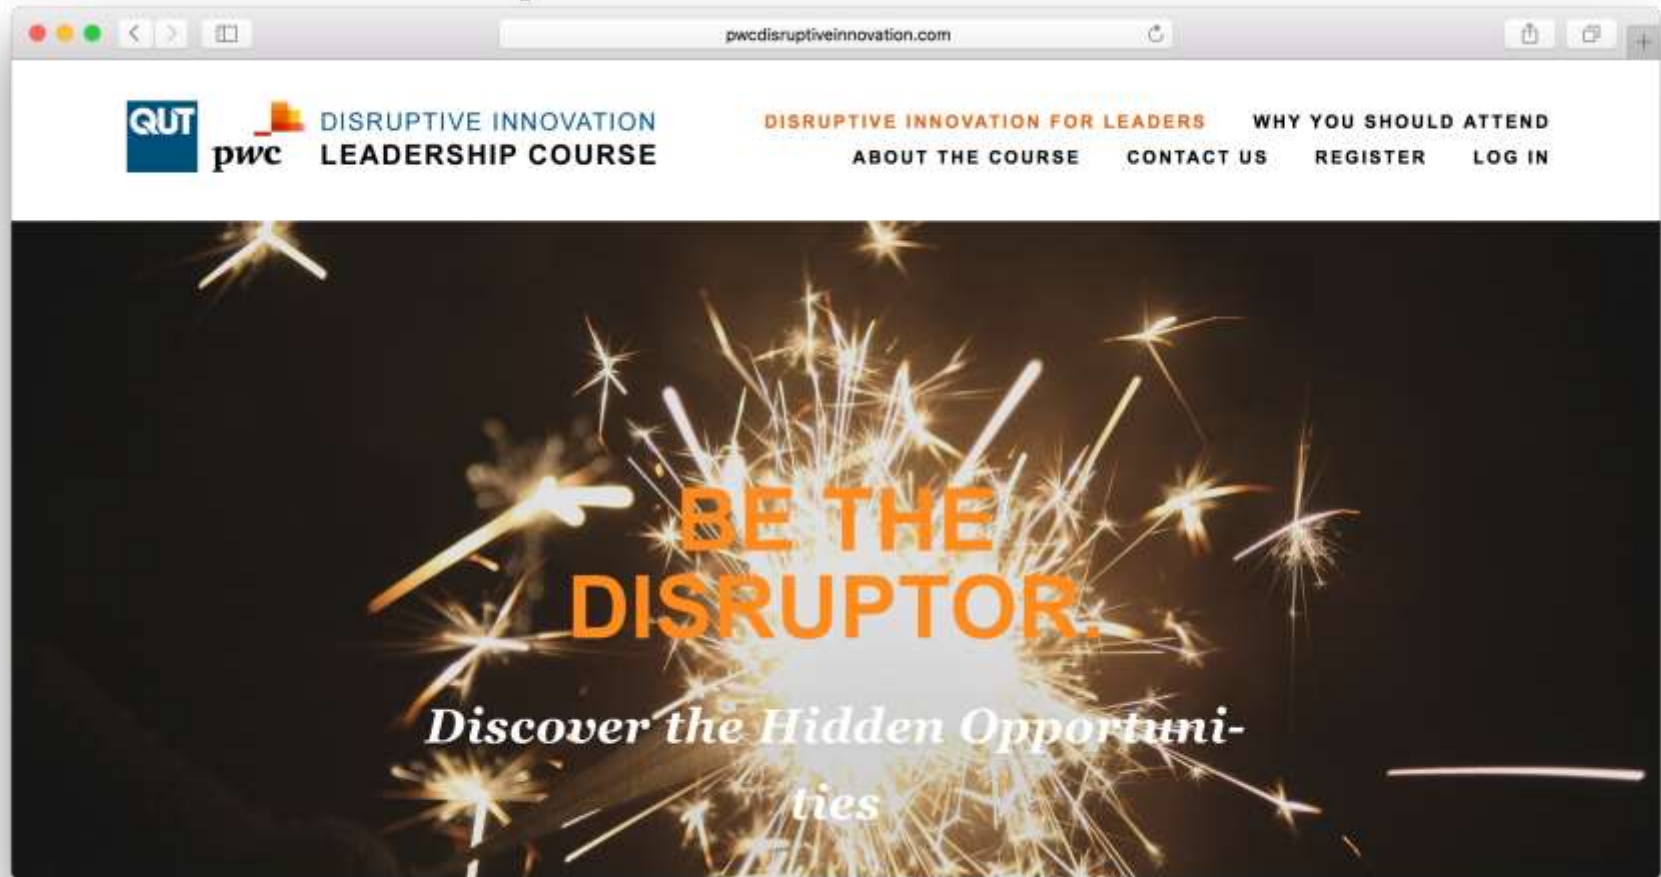 pwcdisruptiveinnovation.com
QUT
pwc
DISRUPTIVE INNOVATION
LEADERSHIP COURSE
DISRUPTIVE INNOVATION FOR LEADERS WHY YOU SHOULD ATTEND
ABOUT THE COURSE CONTACT US REGISTER LOG IN
BE THE
DISRUPTOR.
Discover the Hidden Opportuni-
ties